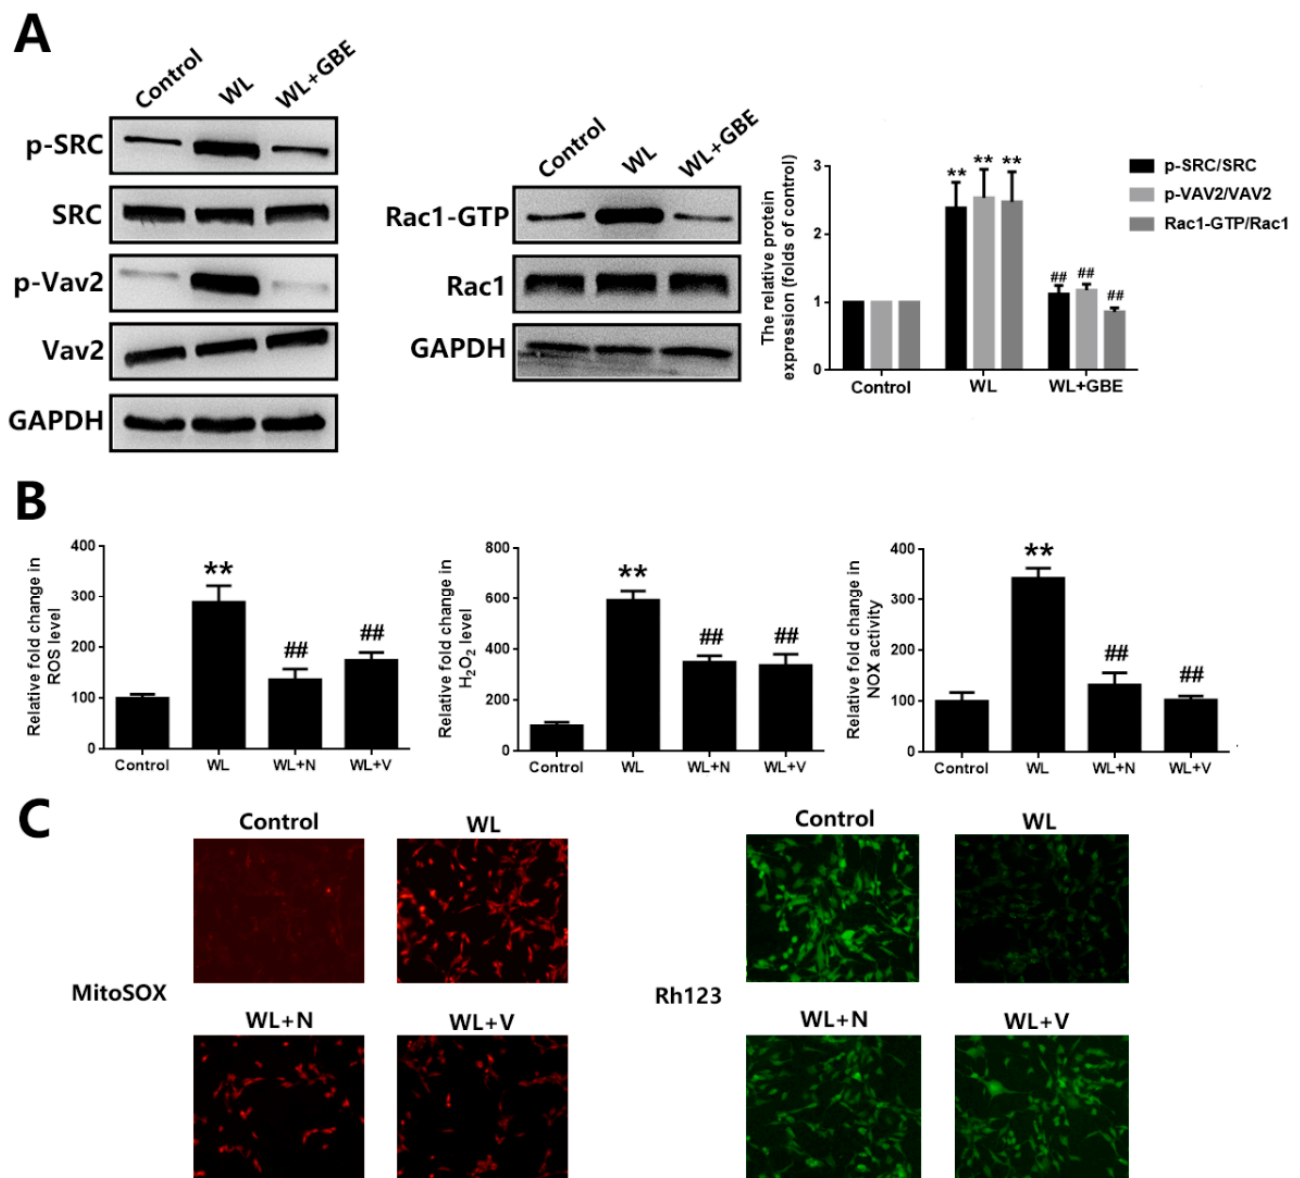 A
Control
WL
WL+GBE
p-SRC
SRC
p-Vav2
Vav2
GAPDH
Control
WL
WL+GBE
Rac1-GTP
Rac1
GAPDH
The relative protein
expression (folds of control)
3
2
1
0
** ** **
## ## ##
Control WL WL+GBE
p-SRC/SRC
p-VAV2/VAV2
Rac1-GTP/Rac1
B
Relative fold change in
ROS level
400
300
200
100
0
**
##
##
Control WL WL+N WL+V
Relative fold change in
H₂O₂ level
800
600
400
200
0
**
##
##
Control WL WL+N WL+V
Relative fold change in
NOX activity
400
300
200
100
0
**
##
##
Control WL WL+N WL+V
C
Control WL
MitoSOX
WL+N WL+V
Control WL
Rh123
WL+N WL+V